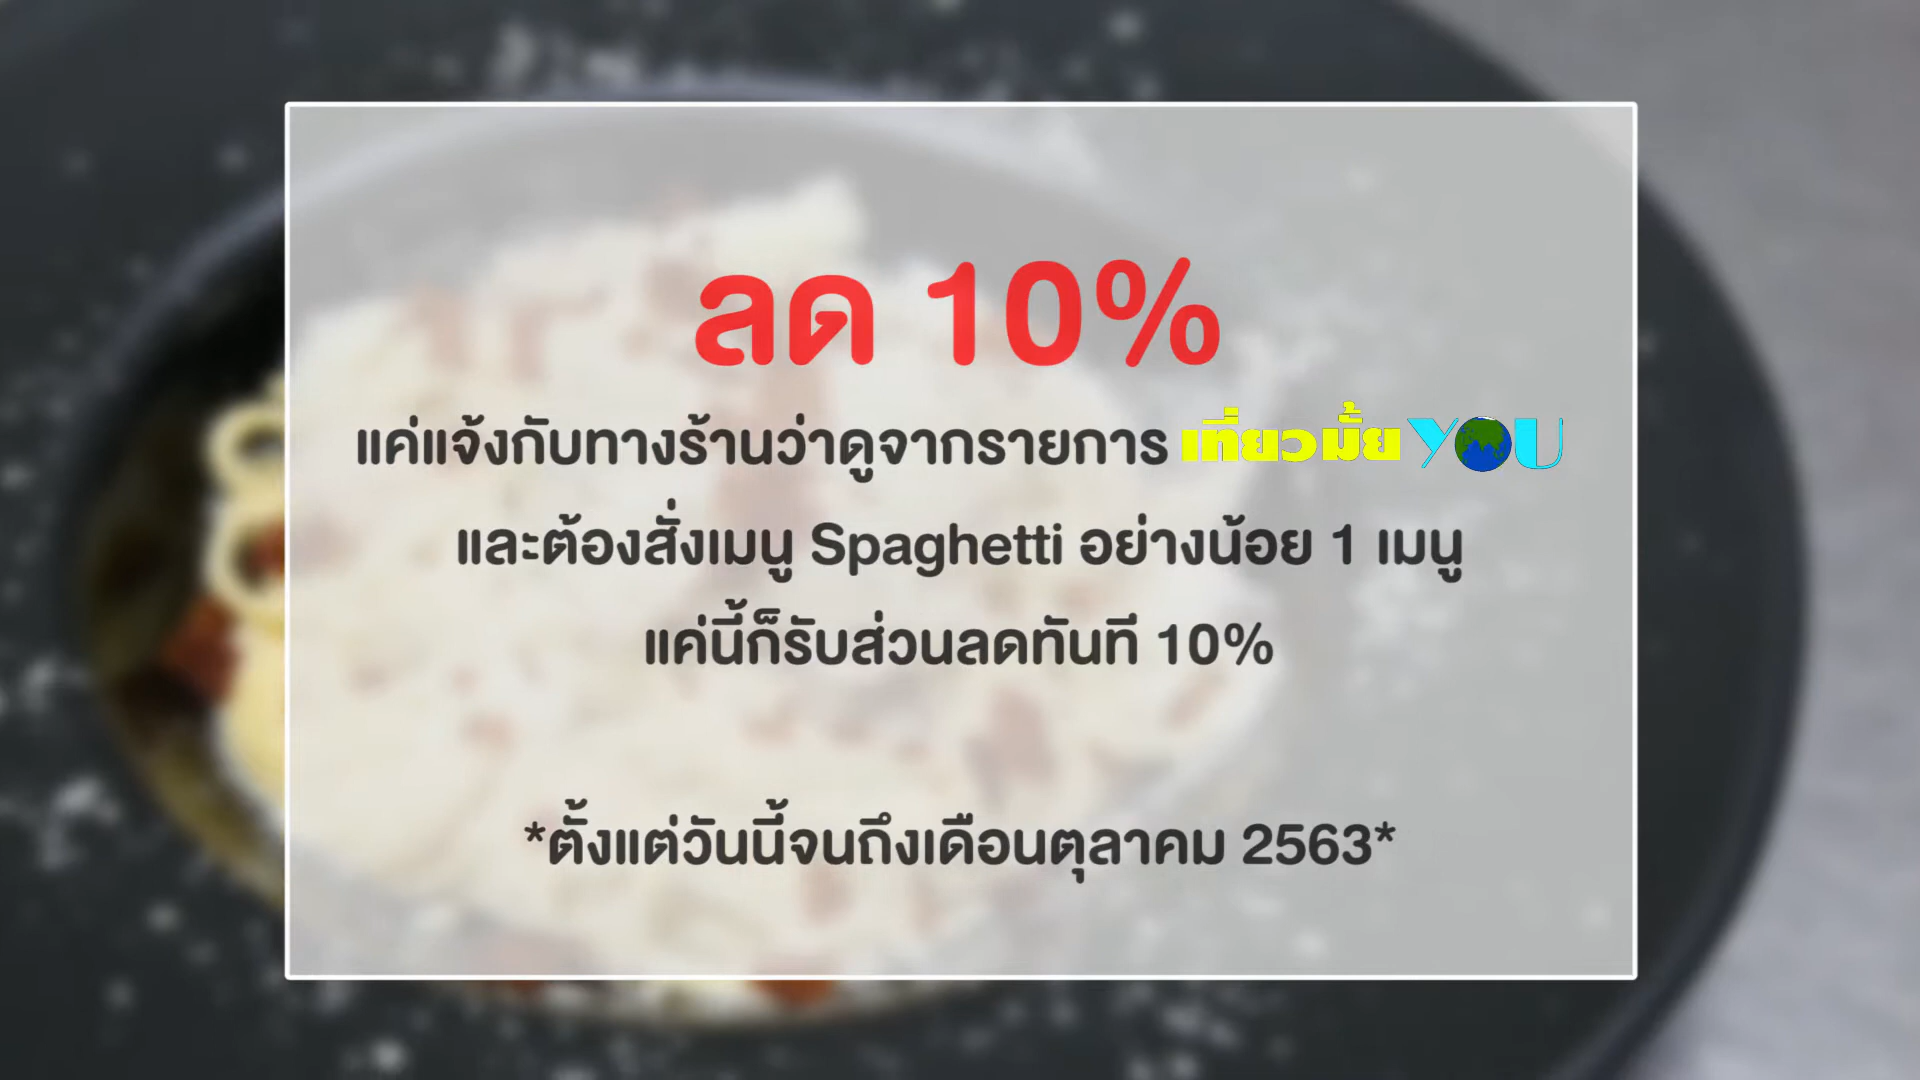 ลด 10%
แค่แจ้งกับทางร้านว่าดูจากรายการ เที่ยวมั้ย YOU
และต้องสั่งเมนู Spaghetti อย่างน้อย 1 เมนู
แค่นี้ก็รับส่วนลดทันที 10%
*ตั้งแต่วันนี้จนถึงเดือนตุลาคม 2563*